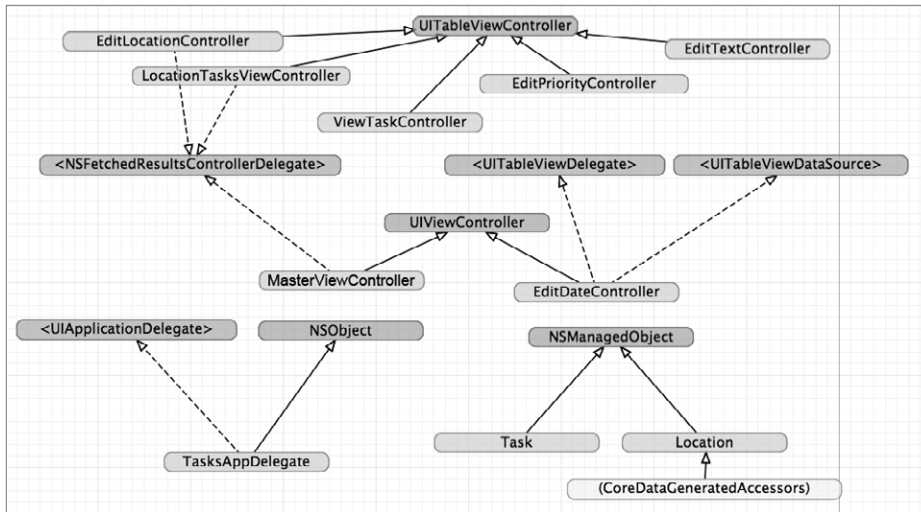 UITableViewController
EditLocationController
EditTextController
LocationTasksViewController
EditPriorityController
ViewTaskController
<NSFetchedResultsControllerDelegate>
<UITableViewDelegate>
<UITableViewDataSource>
UIViewController
MasterViewController
EditDateController
<UIApplicationDelegate>
NSObject
NSManagedObject
Task
Location
TasksAppDelegate
(CoreDataGeneratedAccessors)